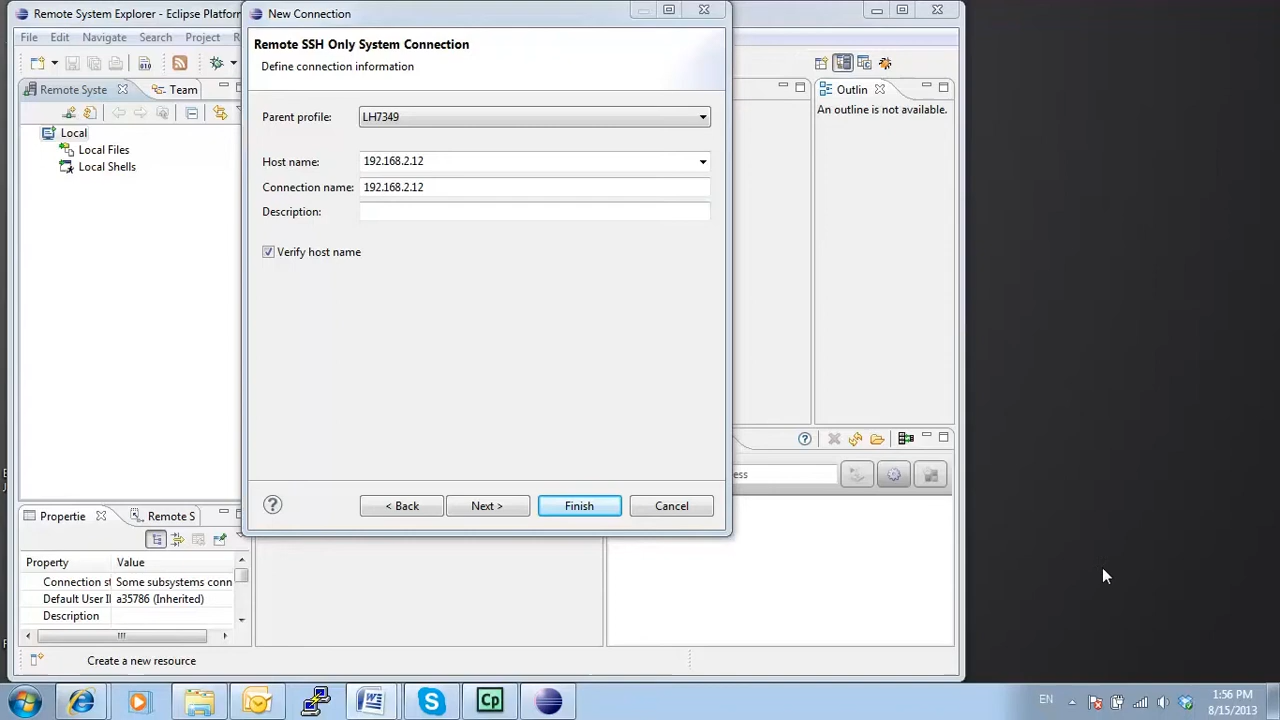 Remote System Explorer - Eclipse Platform
New Connection
File Edit Navigate Search Project
Remote SSH Only System Connection
Define connection information
Remote Syste
Team
Outlin
An outline is not available.
Local
Local Files
Local Shells
Parent profile: LH7349
Host name: 192.168.2.12
Connection name: 192.168.2.12
Description:
Verify host name
< Back
Next >
Finish
Cancel
Propertie
Remote S
Property Value
Connection st Some subsystems conn
Default User I a35786 (Inherited)
Description
Create a new resource
EN
1:56 PM
8/15/2013
Cp